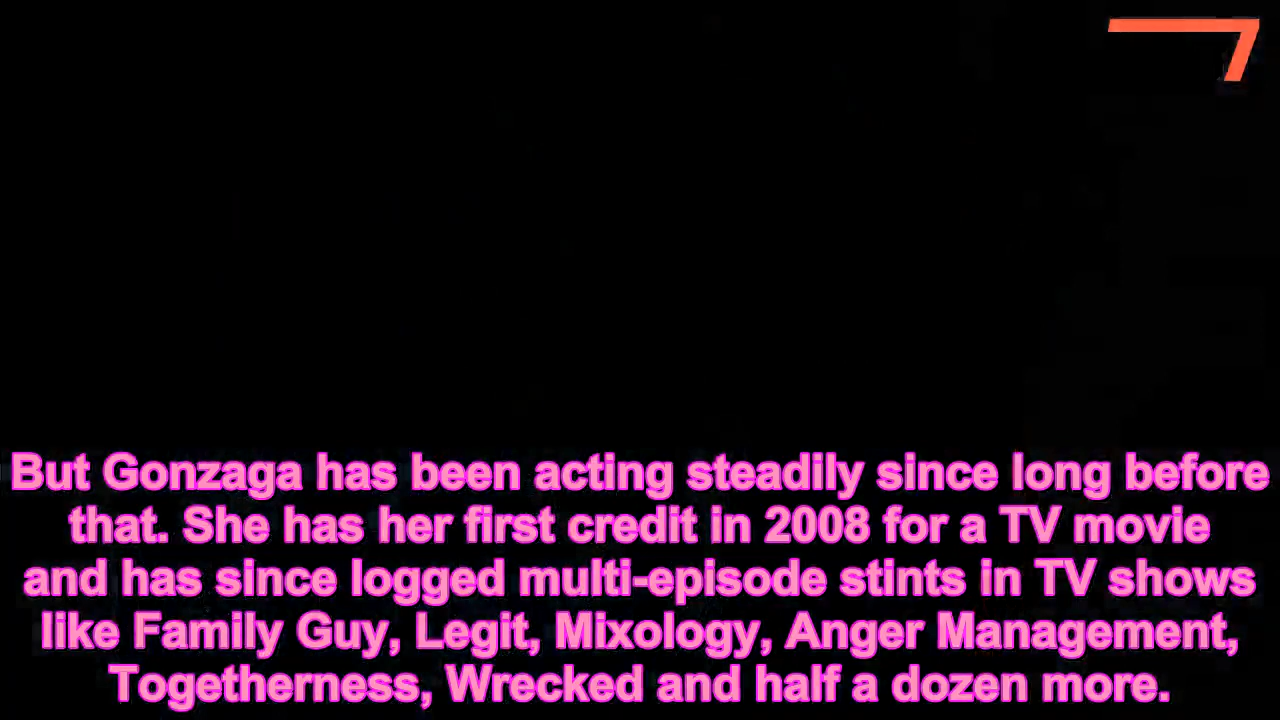 But Gonzaga has been acting steadily since long before
that. She has her first credit in 2008 for a TV movie
and has since logged multi-episode stints in TV shows
like Family Guy, Legit, Mixology, Anger Management,
Togetherness, Wrecked and half a dozen more.